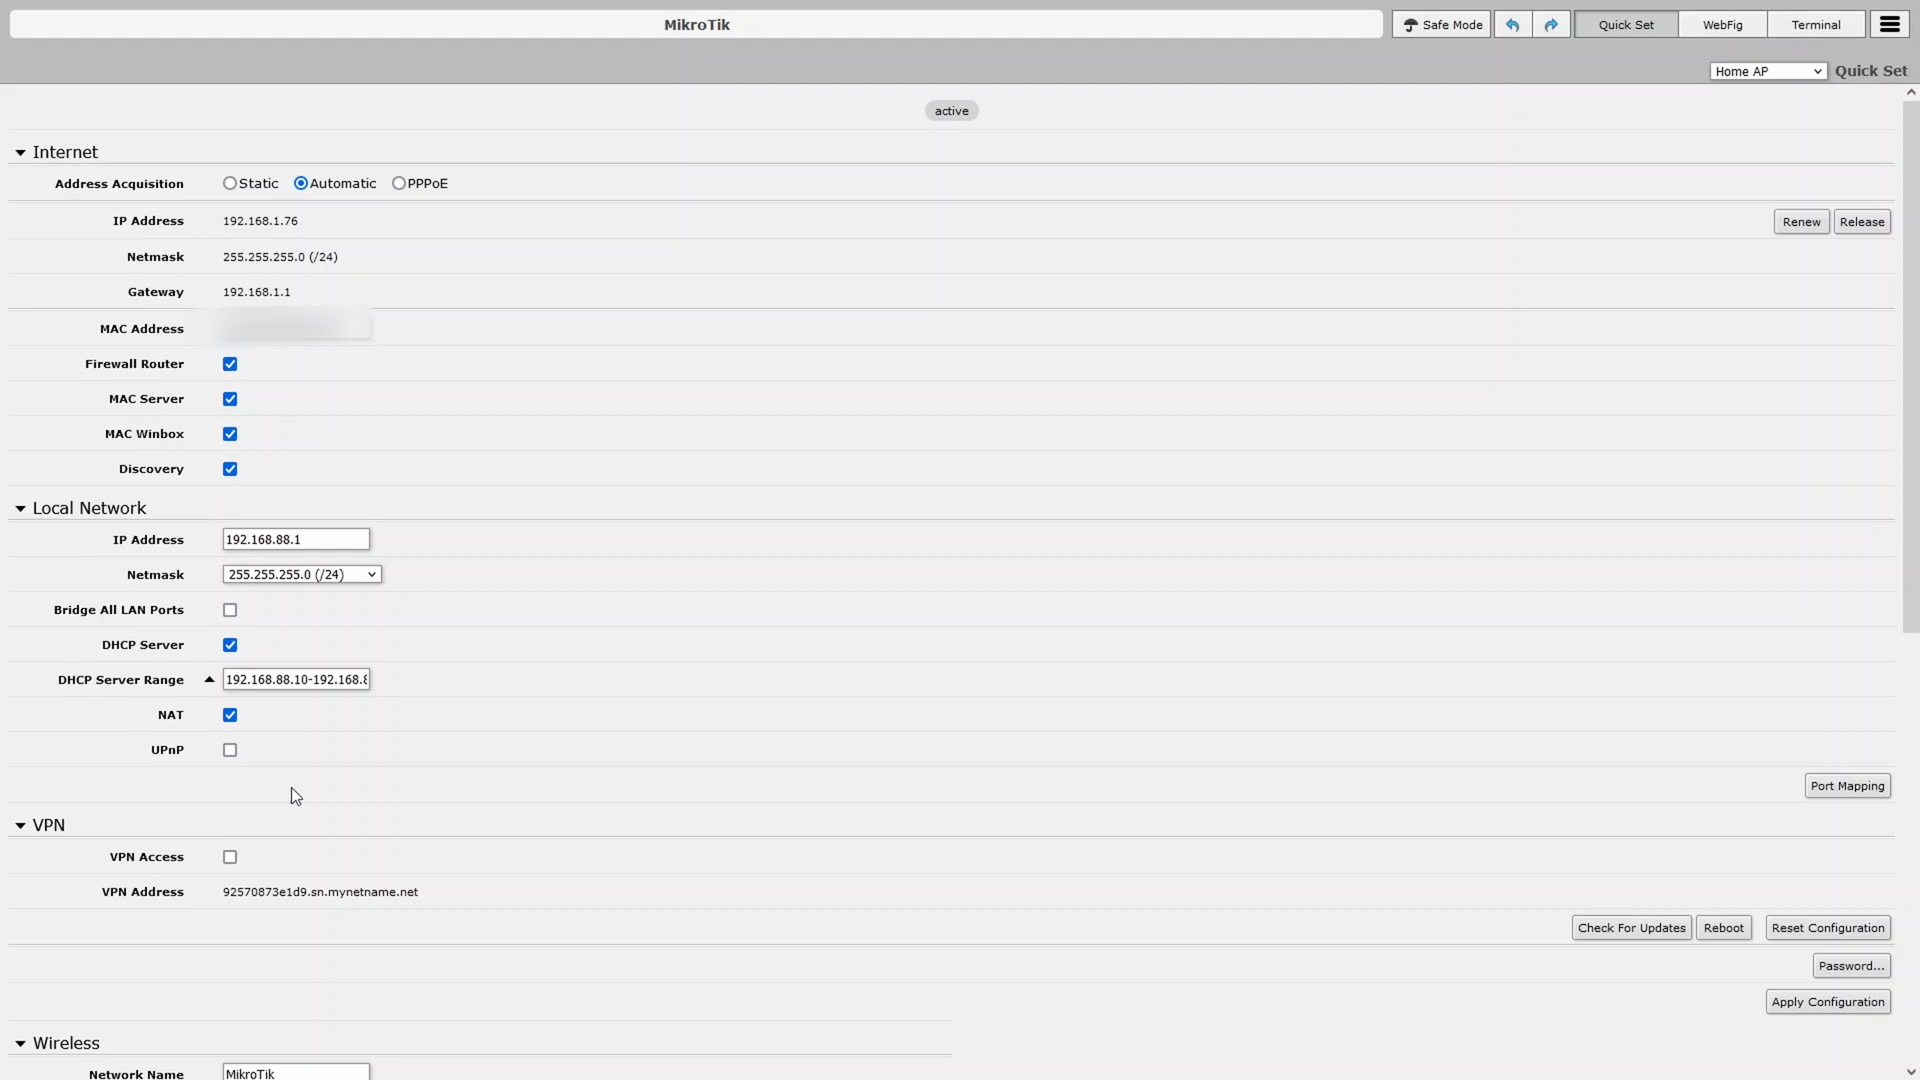 MikroTik
Safe Mode
Quick Set
WebFig
Terminal
Home AP
Quick Set
active
Internet
Address Acquisition Static Automatic PPPoE
IP Address 192.168.1.76 Renew Release
Netmask 255.255.255.0 (/24)
Gateway 192.168.1.1
MAC Address
Firewall Router
MAC Server
MAC Winbox
Discovery
Local Network
IP Address 192.168.88.1
Netmask 255.255.255.0 (/24)
Bridge All LAN Ports
DHCP Server
DHCP Server Range 192.168.88.10-192.168.8
NAT
UPnP
Port Mapping
VPN
VPN Access
VPN Address 92570873e1d9.sn.mynetname.net
Check For Updates Reboot Reset Configuration
Password...
Apply Configuration
Wireless
Network Name MikroTik